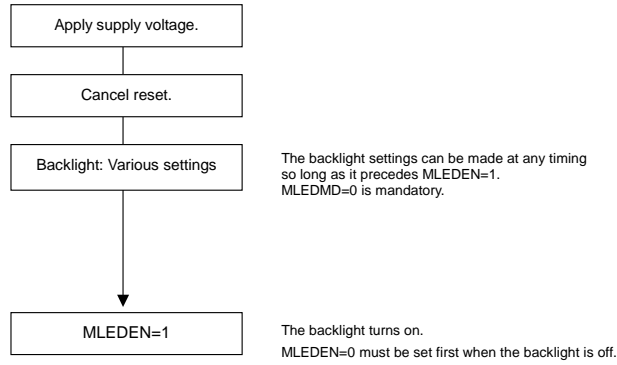 Apply supply voltage.
Cancel reset.
Backlight: Various settings
The backlight settings can be made at any timing
so long as it precedes MLEDEN=1.
MLEDMD=0 is mandatory.
MLEDEN=1
The backlight turns on.
MLEDEN=0 must be set first when the backlight is off.